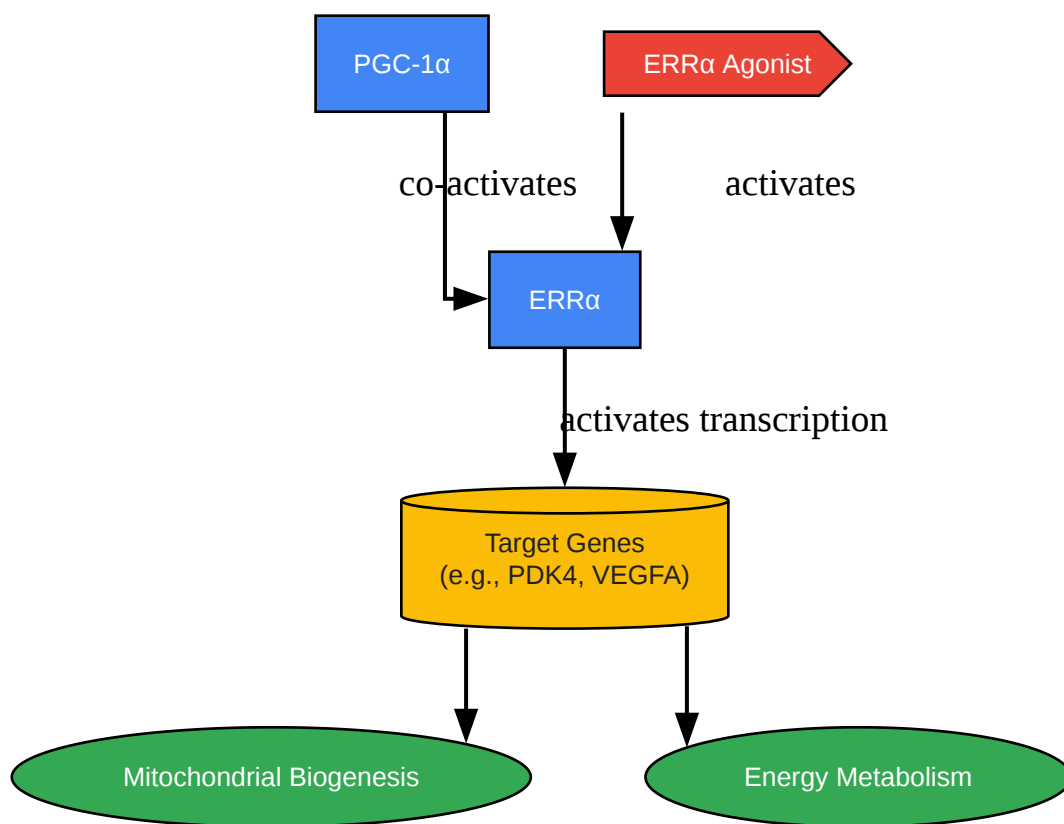 PGC-1α
ERRα Agonist
co-activates
activates
ERRα
activates transcription
Target Genes
(e.g., PDK4, VEGFA)
Mitochondrial Biogenesis
Energy Metabolism